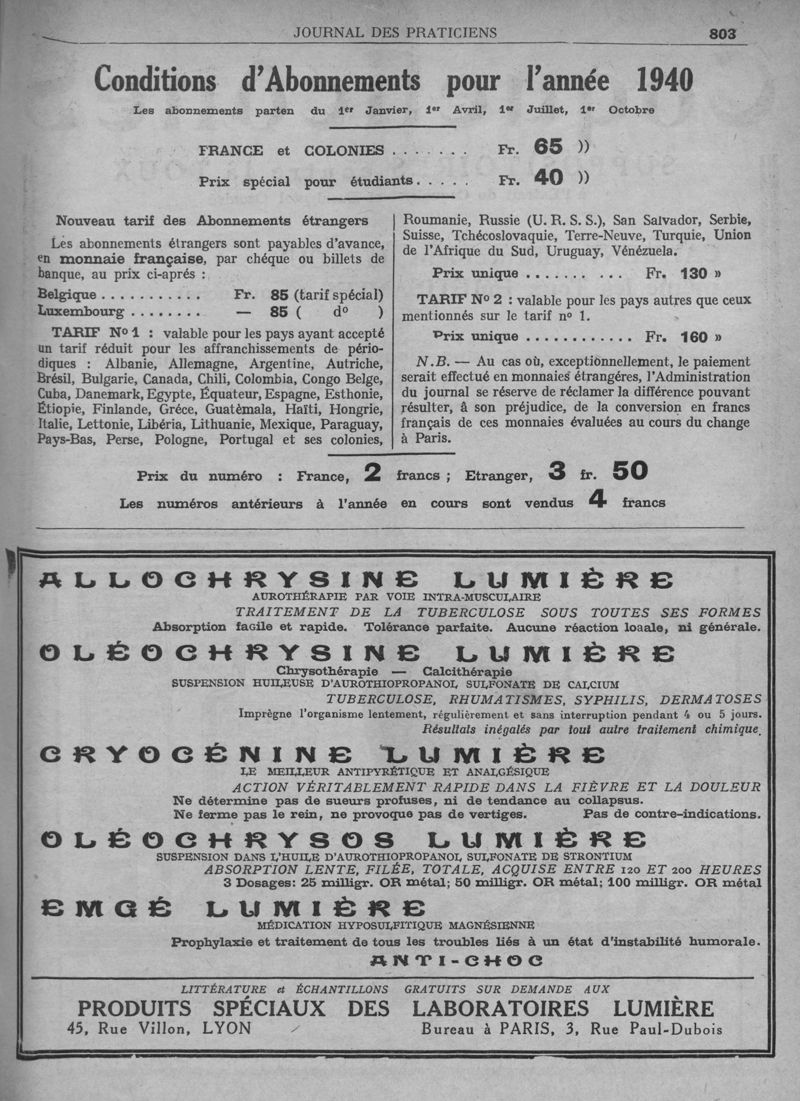 JOURNAL DES PRATICIENS 803
Conditions d'Abonnements pour l'année 1940
Les abonnements parten du 1er Janvier, 1er Avril, 1er Juillet, 1er Octobre
FRANCE et COLONIES . . . . . . . Fr. 65 ))
Prix spécial pour étudiants . . . . . Fr. 40 ))
Nouveau tarif des Abonnements étrangers
Les abonnements étrangers sont payables d'avance,
en monnaie française, par chéque ou billets de
banque, au prix ci-aprés :
Belgique . . . . . . . . . . . Fr. 85 (tarif spécial)
Luxembourg . . . . . . . . — 85 ( do )
TARIF No 1 : valable pour les pays ayant accepté
un tarif réduit pour les affranchissements de pério-
diques : Albanie, Allemagne, Argentine, Autriche,
Brésil, Bulgarie, Canada, Chili, Colombia, Congo Belge,
Cuba, Danemark, Egypte, Équateur, Espagne, Esthonie,
Étiopie, Finlande, Gréce, Guatèmala, Haïti, Hongrie,
Italie, Lettonie, Libéria, Lithuanie, Mexique, Paraguay,
Pays-Bas, Perse, Pologne, Portugal et ses colonies,
Roumanie, Russie (U. R. S. S.), San Salvador, Serbie,
Suisse, Tchécoslovaquie, Terre-Neuve, Turquie, Union
de l'Afrique du Sud, Uruguay, Vénézuela.
Prix unique . . . . . . . . . . Fr. 130 »
TARIF No 2 : valable pour les pays autres que ceux
mentionnés sur le tarif no 1.
Prix unique . . . . . . . . . . . Fr. 160 »
N.B. — Au cas où, exceptionnellement, le paiement
serait effectué en monnaies étrangéres, l'Administration
du journal se réserve de réclamer la différence pouvant
résulter, â son préjudice, de la conversion en francs
français de ces monnaies évaluées au cours du change
à Paris.
Prix du numéro : France, 2 francs ; Etranger, 3 fr. 50
Les numéros antérieurs à l'année en cours sont vendus 4 francs
ALLOCHRYSINE LUMIÈRE
AUROTHÉRAPIE PAR VOIE INTRA-MUSCULAIRE
TRAITEMENT DE LA TUBERCULOSE SOUS TOUTES SES FORMES
Absorption facile et rapide. Tolérance parfaite. Aucune réaction loaale, ni générale.
OLÉOCHRYSINE LUMIÈRE
Chrysothérapie — Calcithérapie
SUSPENSION HUILEUSE D'AUROTHIOPROPANOL SULFONATE DE CALCIUM
TUBERCULOSE, RHUMATISMES, SYPHILIS, DERMATOSES
Imprègne l'organisme lentement, régulièrement et sans interruption pendant 4 ou 5 jours.
Résultats inégalés par tout autre traitement chimique.
CRYOGÉNINE LUMIÈRE
LE MEILLEUR ANTIPYRÉTIQUE ET ANALGÉSIQUE
ACTION VÉRITABLEMENT RAPIDE DANS LA FIÈVRE ET LA DOULEUR
Ne détermine pas de sueurs profuses, ni de tendance au collapsus.
Ne ferme pas le rein, ne provoque pas de vertiges. Pas de contre-indications.
OLÉOCHRYSOS LUMIÈRE
SUSPENSION DANS L'HUILE D'AUROTHIOPROPANOL SULFONATE DE STRONTIUM
ABSORPTION LENTE, FILÉE, TOTALE, ACQUISE ENTRE 120 ET 200 HEURES
3 Dosages: 25 milligr. OR métal; 50 milligr. OR métal; 100 milligr. OR métal
EMGÉ LUMIÈRE
MÉDICATION HYPOSULFITIQUE MAGNÉSIENNE
Prophylaxie et traitement de tous les troubles liés à un état d'instabilité humorale.
ANTI-CHOC
LITTÉRATURE et ÉCHANTILLONS GRATUITS SUR DEMANDE AUX
PRODUITS SPÉCIAUX DES LABORATOIRES LUMIÈRE
45, Rue Villon, LYON Bureau à PARIS, 3, Rue Paul-Dubois